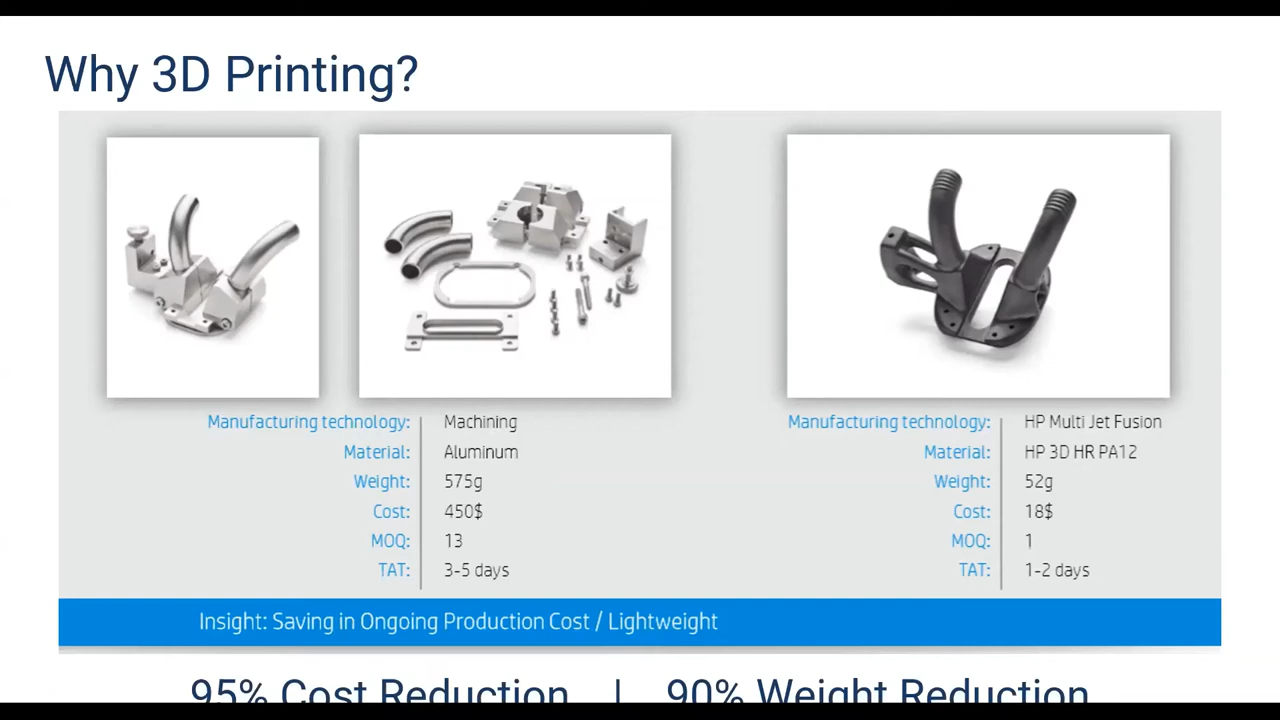 Why 3D Printing?
Manufacturing technology: Machining
Material: Aluminum
Weight: 575g
Cost: 450$
MOQ: 13
TAT: 3-5 days
Manufacturing technology: HP Multi Jet Fusion
Material: HP 3D HR PA12
Weight: 52g
Cost: 18$
MOQ: 1
TAT: 1-2 days
Insight: Saving in Ongoing Production Cost / Lightweight
95% Cost Reduction | 90% Weight Reduction